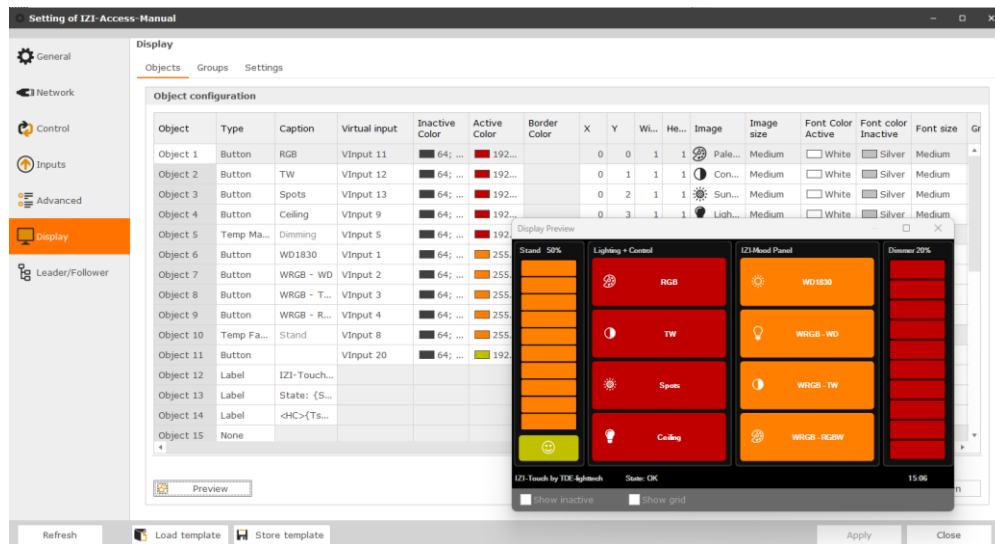 Setting of IZI-Access-Manual
General
Network
Control
Inputs
Advanced
Display
Leader/Follower
Display
Objects Groups Settings
Object configuration
Object Type Caption Virtual input Inactive Color Active Color Border Color X Y Wi... He... Image Image size Font Color Active Font color Inactive Font size Gr
Object 1 Button RGB VInput 11 64; ... 192... 0 0 1 1 Pale... Medium White Silver Medium
Object 2 Button TW VInput 12 64; ... 192... 0 1 1 1 Con... Medium White Silver Medium
Object 3 Button Spots VInput 13 64; ... 192... 0 2 1 1 Sun... Medium White Silver Medium
Object 4 Button Ceiling VInput 9 64; ... 192... 0 3 1 1 Ligh... Medium White Silver Medium
Object 5 Temp Ma... Dimming VInput 5 64; ... 192...
Object 6 Button WD1830 VInput 1 64; ... 255.
Object 7 Button WRGB - WD VInput 2 64; ... 255.
Object 8 Button WRGB - T... VInput 3 64; ... 255.
Object 9 Button WRGB - R... VInput 4 64; ... 255.
Object 10 Temp Fa... Stand VInput 8 64; ... 255.
Object 11 Button VInput 20 64; ... 192.
Object 12 Label IZI-Touch...
Object 13 Label State: {S...
Object 14 Label <HC>{Ts...
Object 15 None
Display Preview
Stand 50% Lighting + Control IZI-Mood Panel Dimmer 20%
RGB WD1830
TW WRGB - WD
Spots WRGB - TW
Ceiling WRGB - RGBW
IZI-Touch by TDE-lighttech State: OK 15:06
Show inactive Show grid
Preview
Refresh Load template Store template Apply Close